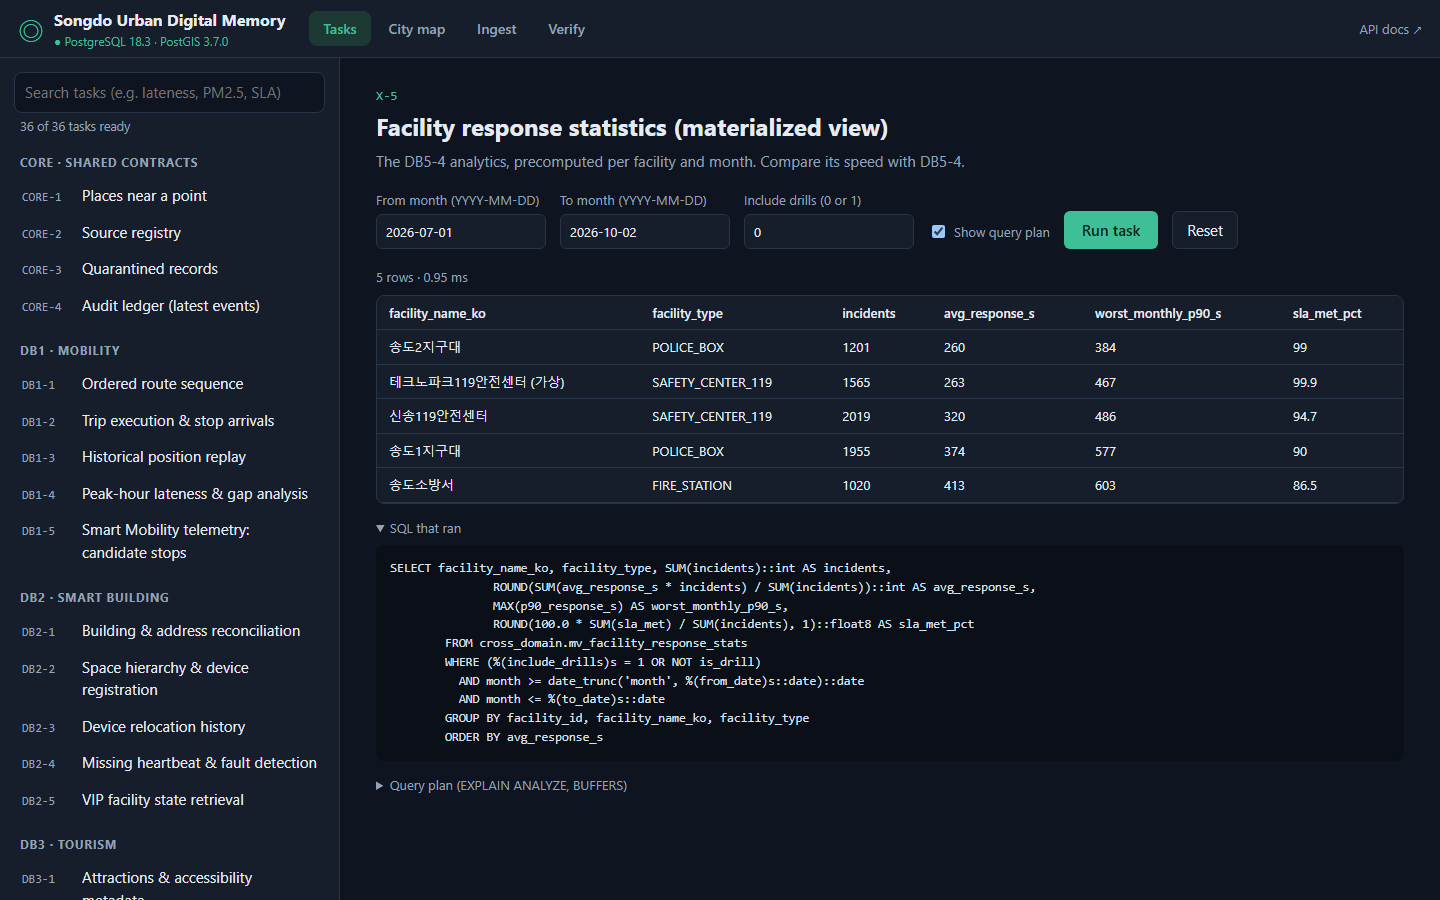 Songdo Urban Digital Memory
● PostgreSQL 18.3 · PostGIS 3.7.0
Tasks
City map
Ingest
Verify
API docs ↗
Search tasks (e.g. lateness, PM2.5, SLA)
36 of 36 tasks ready
CORE · SHARED CONTRACTS
CORE-1 Places near a point
CORE-2 Source registry
CORE-3 Quarantined records
CORE-4 Audit ledger (latest events)
DB1 · MOBILITY
DB1-1 Ordered route sequence
DB1-2 Trip execution & stop arrivals
DB1-3 Historical position replay
DB1-4 Peak-hour lateness & gap analysis
DB1-5 Smart Mobility telemetry:
candidate stops
DB2 · SMART BUILDING
DB2-1 Building & address reconciliation
DB2-2 Space hierarchy & device
registration
DB2-3 Device relocation history
DB2-4 Missing heartbeat & fault detection
DB2-5 VIP facility state retrieval
DB3 · TOURISM
DB3-1 Attractions & accessibility
metadata
X-5
Facility response statistics (materialized view)
The DB5-4 analytics, precomputed per facility and month. Compare its speed with DB5-4.
From month (YYYY-MM-DD) To month (YYYY-MM-DD) Include drills (0 or 1)
2026-07-01 2026-10-02 0 Show query plan Run task Reset
5 rows · 0.95 ms
facility_name_ko facility_type incidents avg_response_s worst_monthly_p90_s sla_met_pct
송도2지구대 POLICE_BOX 1201 260 384 99
테크노파크119안전센터 (가상) SAFETY_CENTER_119 1565 263 467 99.9
신송119안전센터 SAFETY_CENTER_119 2019 320 486 94.7
송도1지구대 POLICE_BOX 1955 374 577 90
송도소방서 FIRE_STATION 1020 413 603 86.5
▼ SQL that ran
SELECT facility_name_ko, facility_type, SUM(incidents)::int AS incidents,
ROUND(SUM(avg_response_s * incidents) / SUM(incidents))::int AS avg_response_s,
MAX(p90_response_s) AS worst_monthly_p90_s,
ROUND(100.0 * SUM(sla_met) / SUM(incidents), 1)::float8 AS sla_met_pct
FROM cross_domain.mv_facility_response_stats
WHERE (%(include_drills)s = 1 OR NOT is_drill)
AND month >= date_trunc('month', %(from_date)s::date)::date
AND month <= %(to_date)s::date
GROUP BY facility_id, facility_name_ko, facility_type
ORDER BY avg_response_s
▶ Query plan (EXPLAIN ANALYZE, BUFFERS)